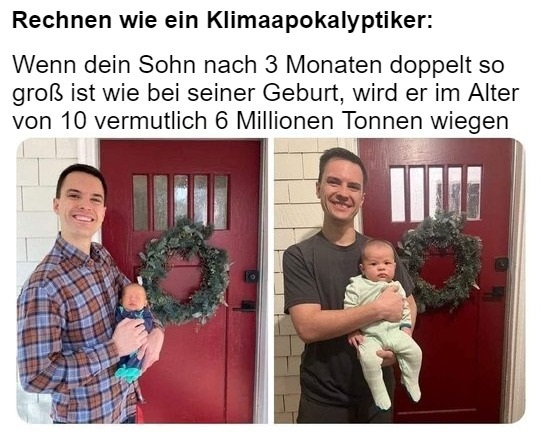 Rechnen wie ein Klimaapokalyptiker:
Wenn dein Sohn nach 3 Monaten doppelt so
groß ist wie bei seiner Geburt, wird er im Alter
von 10 vermutlich 6 Millionen Tonnen wiegen